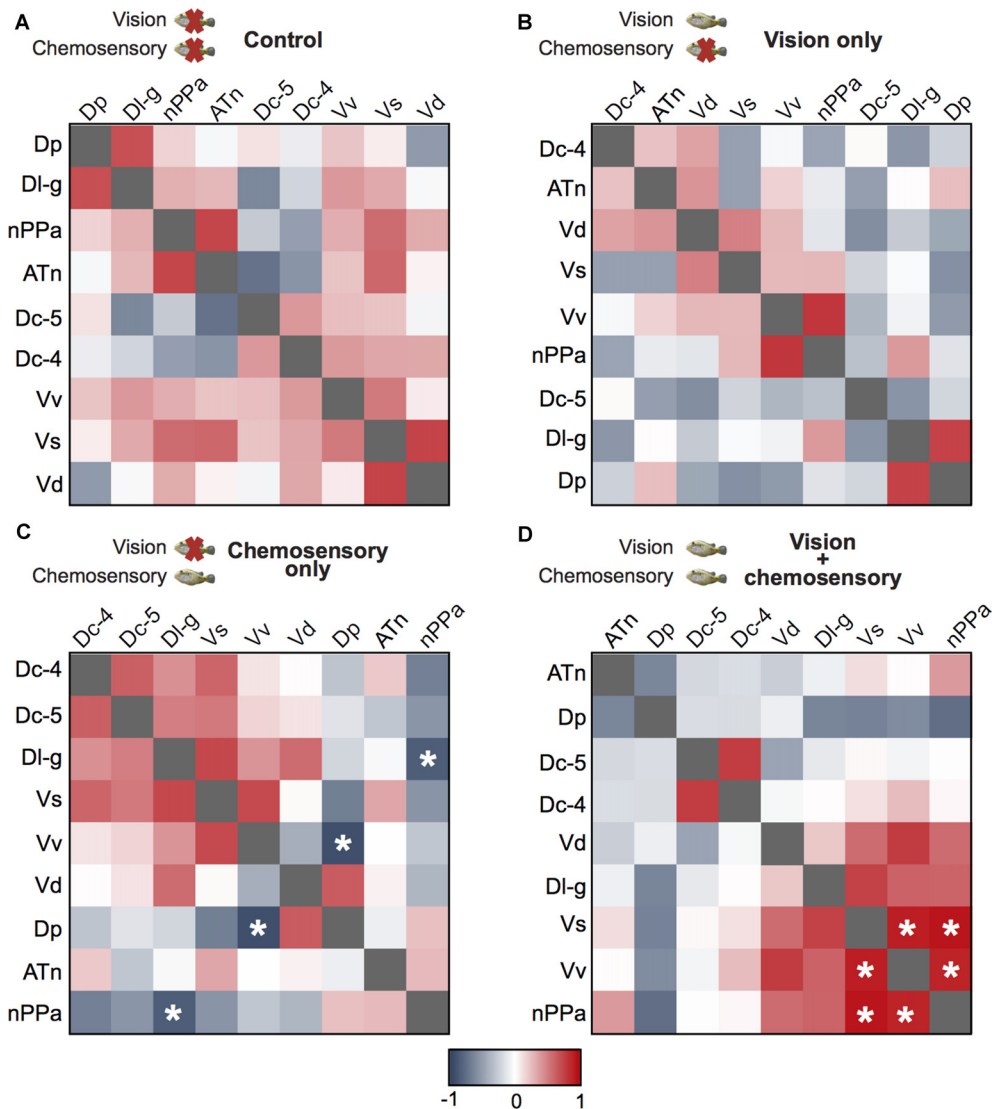 A
Vision
Chemosensory
Control
Dp Dl-g nPPa ATn Dc-5 Dc-4 Vv Vs Vd
Dp
Dl-g
nPPa
ATn
Dc-5
Dc-4
Vv
Vs
Vd
B
Vision
Chemosensory
Vision only
Dc-4 ATn Vd Vs Vv nPPa Dc-5 Dl-g Dp
Dc-4
ATn
Vd
Vs
Vv
nPPa
Dc-5
Dl-g
Dp
C
Vision
Chemosensory
Chemosensory
only
Dc-4 Dc-5 Dl-g Vs Vv Vd Dp ATn nPPa
Dc-4
Dc-5
Dl-g
*
Vs
Vv
*
Vd
Dp
*
ATn
nPPa
*
D
Vision
Chemosensory
Vision
+
chemosensory
ATn Dp Dc-5 Dc-4 Vd Dl-g Vs Vv nPPa
ATn
Dp
Dc-5
Dc-4
Vd
Dl-g
Vs
* *
Vv
* *
nPPa
* *
-1 0 1